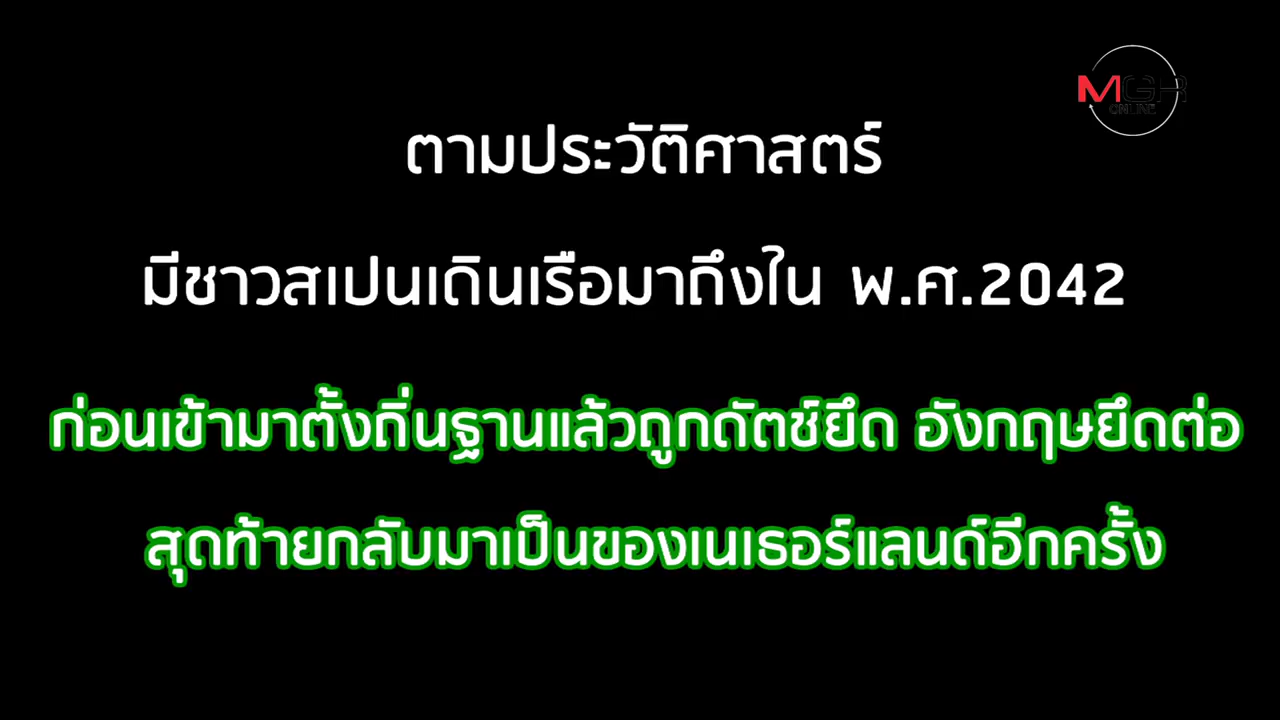 MGR
ONLINE
ตามประวัติศาสตร์
มีชาวสเปนเดินเรือมาถึงใน พ.ศ.2042
ก่อนเข้ามาตั้งถิ่นฐานแล้วถูกดัตช์ยึด อังกฤษยึดต่อ
สุดท้ายกลับมาเป็นของเนเธอร์แลนด์อีกครั้ง